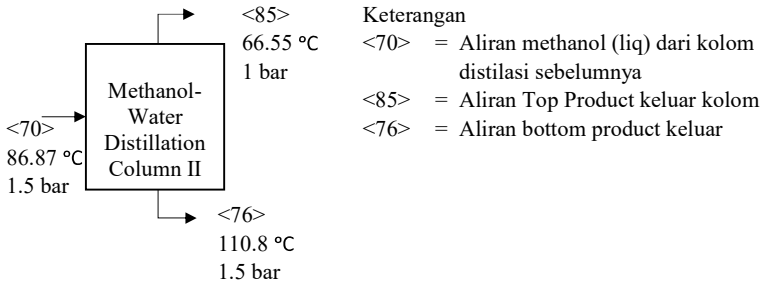 <85>
66.55 °C
1 bar
Methanol-
Water
Distillation
Column II
<70>
86.87 °C
1.5 bar
<76>
110.8 °C
1.5 bar
Keterangan
<70> = Aliran methanol (liq) dari kolom
distilasi sebelumnya
<85> = Aliran Top Product keluar kolom
<76> = Aliran bottom product keluar